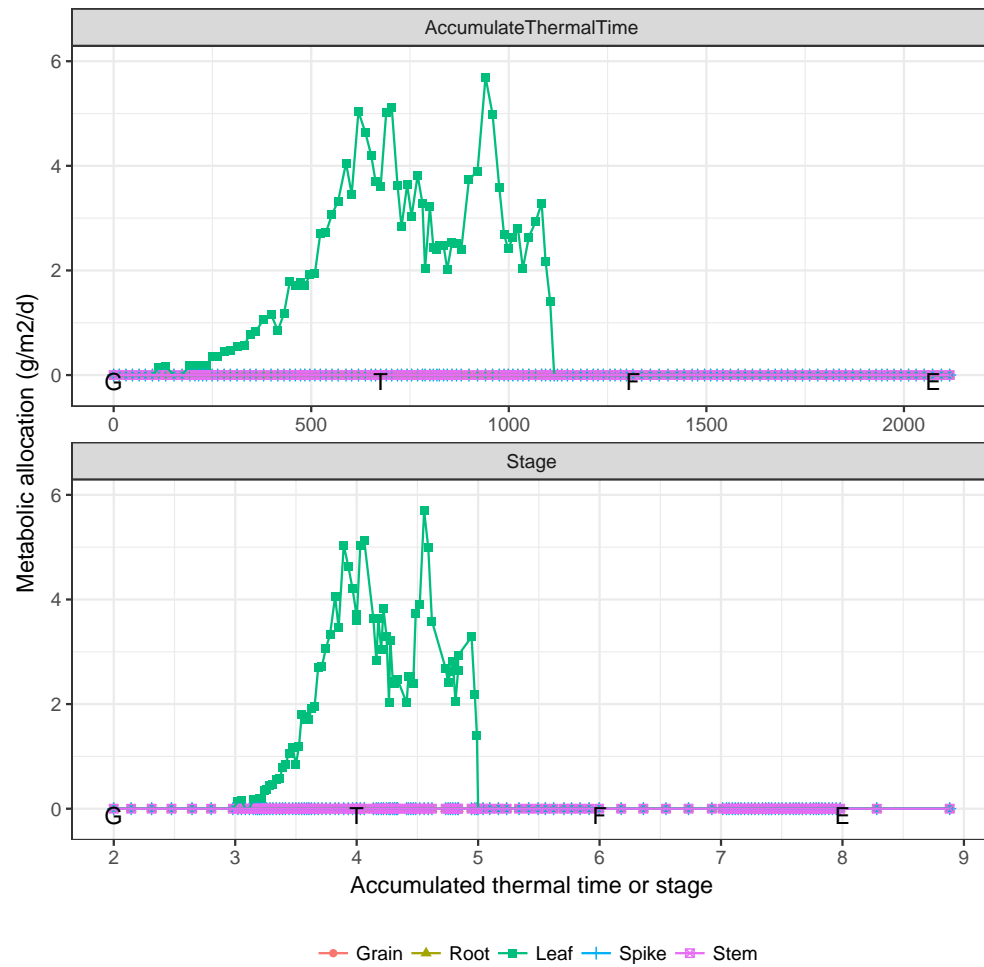 AccumulateThermalTime
6
4
2
0
G T F E
0 500 1000 1500 2000
Stage
6
4
2
0
G T F E
2 3 4 5 6 7 8 9
Metabolic allocation (g/m2/d)
Accumulated thermal time or stage
Grain Root Leaf Spike Stem